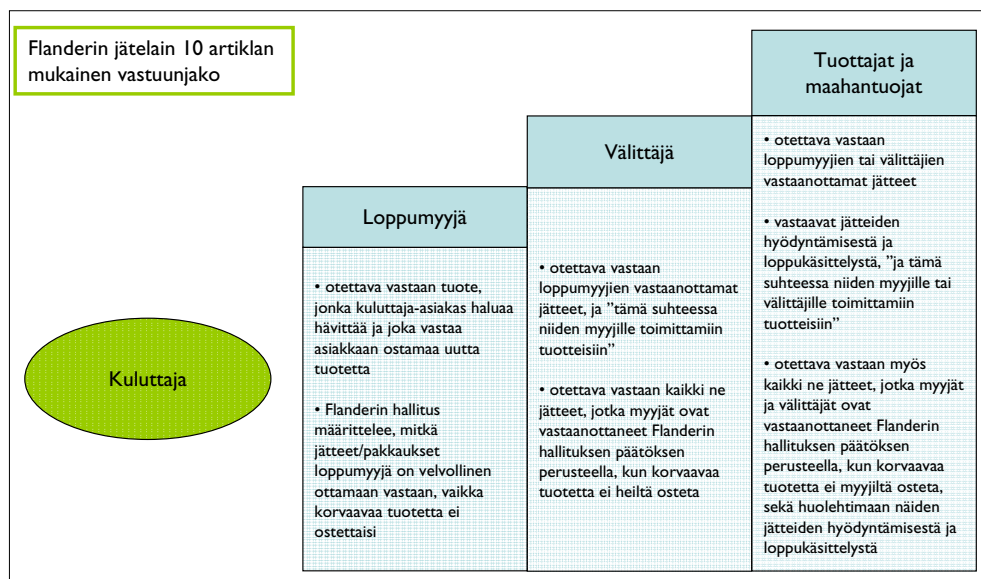 Flanderin jätelain 10 artiklan
mukainen vastuunjako
Kuluttaja
Loppumyyjä
• otettava vastaan tuote,
jonka kuluttaja-asiakas haluaa
hävittää ja joka vastaa
asiakkaan ostamaa uutta
tuotetta
• Flanderin hallitus
määrittelee, mitkä
jätteet/pakkaukset
loppumyyjä on velvollinen
ottamaan vastaan, vaikka
korvaavaa tuotetta ei
ostettaisi
Välittäjä
• otettava vastaan
loppumyyjien vastaanottamat
jätteet, ja ”tämä suhteessa
niiden myyjille toimittamiin
tuotteisiin”
• otettava vastaan kaikki ne
jätteet, jotka myyjät ovat
vastaanottaneet Flanderin
hallituksen päätöksen
perusteella, kun korvaavaa
tuotetta ei heiltä osteta
Tuottajat ja
maahantuojat
• otettava vastaan
loppumyyjien tai välittäjien
vastaanottamat jätteet
• vastaavat jätteiden
hyödyntämisestä ja
loppukäsittelystä, ”ja tämä
suhteessa niiden myyjille tai
välittäjille toimittamiin
tuotteisiin”
• otettava vastaan myös
kaikki ne jätteet, jotka myyjät
ja välittäjät ovat
vastaanottaneet Flanderin
hallituksen päätöksen
perusteella, kun korvaavaa
tuotetta ei myyjiltä osteta,
sekä huolehtimaan näiden
jätteiden hyödyntämisestä ja
loppukäsittelystä